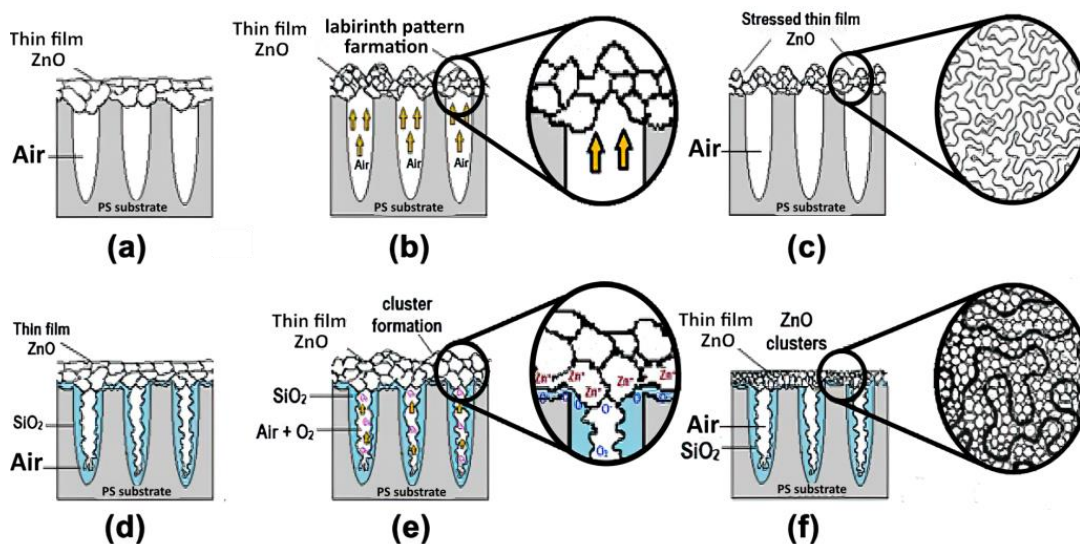 Thin film
ZnO
Air
PS substrate
(a)
Thin film
ZnO
labirinth pattern
farmation
Air
Air
Air
PS substrate
(b)
Stressed thin film
ZnO
Air
PS substrate
(c)
Thin film
ZnO
SiO₂
Air
PS substrate
(d)
Thin film
ZnO
cluster
formation
SiO₂
Air + O₂
PS substrate
Zn⁺
Zn⁺
Zn⁺
Zn⁺
O⁻
O⁻
O⁻
O₂
(e)
Thin film
ZnO
ZnO
clusters
Air
SiO₂
PS substrate
(f)